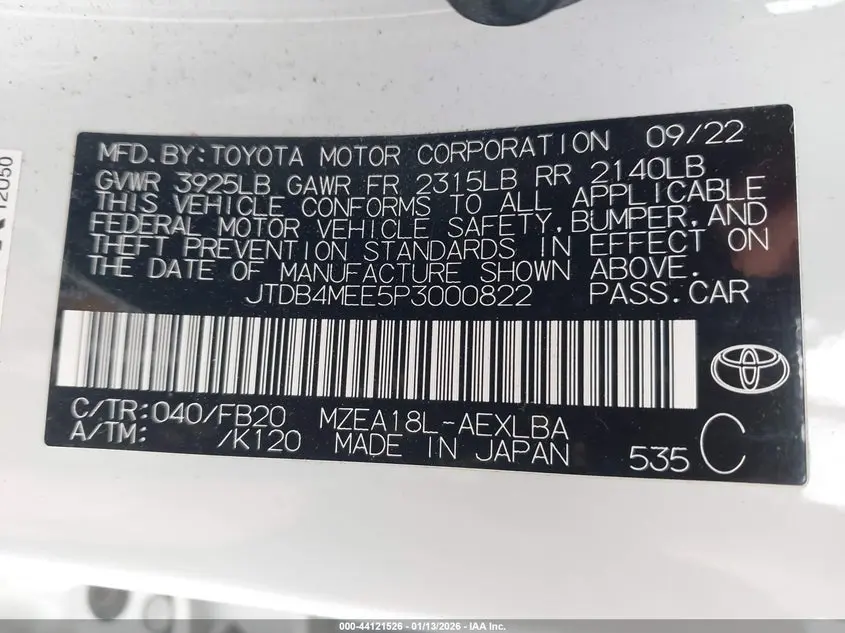 MFD.BY:TOYOTA MOTOR CORPORATION 09/22
GVWR 3925LB GAWR FR 2315LB RR 2140LB
THIS VEHICLE CONFORMS TO ALL APPLICABLE
FEDERAL MOTOR VEHICLE SAFETY,BUMPER,AND
THEFT PREVENTION STANDARDS IN EFFECT ON
THE DATE OF MANUFACTURE SHOWN ABOVE.
JTDB4MEE5P3000822 PASS.CAR
C/TR:040/FB20 MZEA18L-AEXLBA
A/TM: /K120 MADE IN JAPAN 535 C
12050
000-44121526 - 01/13/2026 - IAA Inc.